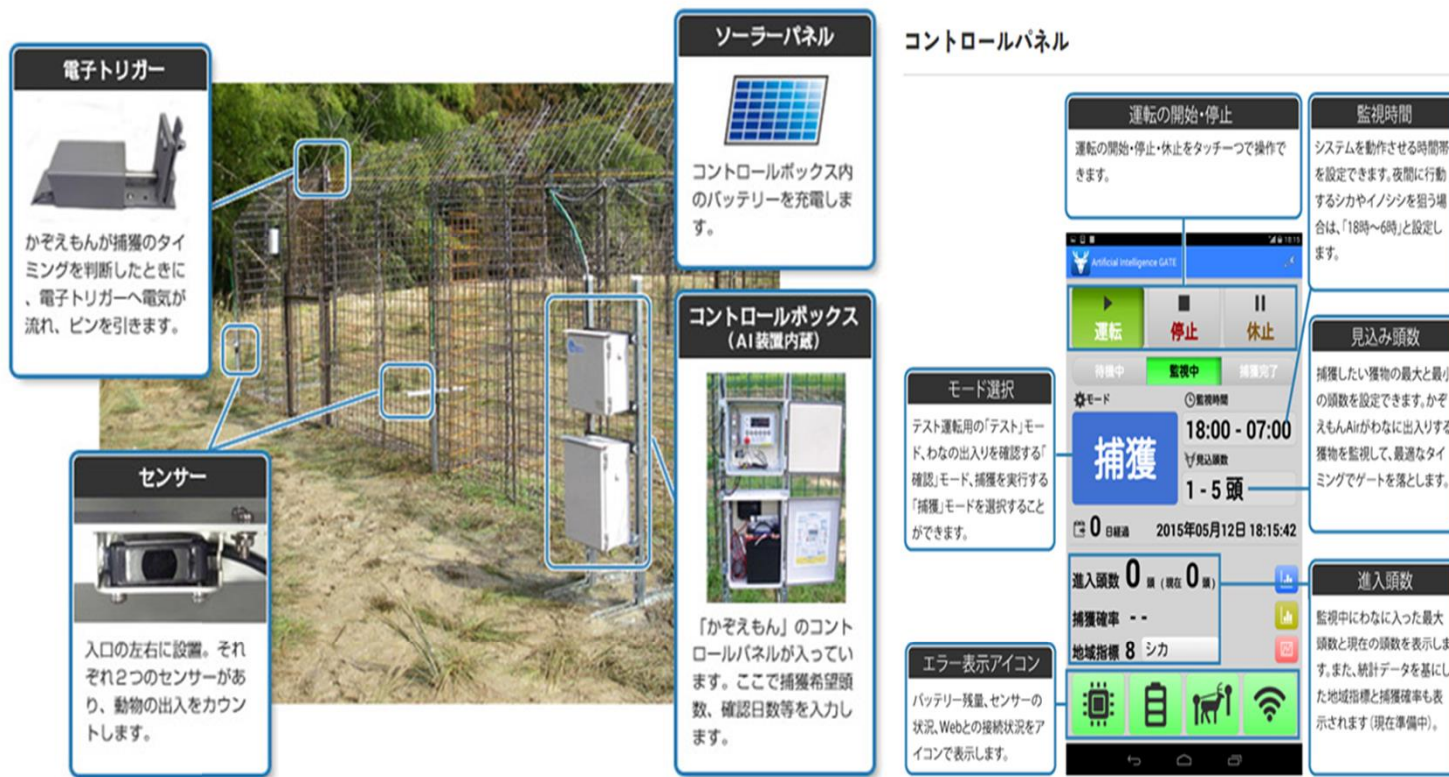 電子トリガー
かぞえもんが捕獲のタイ
ミングを判断したときに
、電子トリガーへ電気が
流れ、ピンを引きます。
センサー
入口の左右に設置。それ
ぞれ2つのセンサーがあ
り、動物の出入をカウン
トします。
ソーラーパネル
コントロールボックス内
のバッテリーを充電しま
す。
コントロールボックス
(AI装置内蔵)
「かぞえもん」のコント
ロールパネルが入ってい
ます。ここで捕獲希望頭
数、確認日数等を入力し
ます。
コントロールパネル
運転の開始・停止
運転の開始・停止・休止をタッチ一つで操作で
きます。
監視時間
システムを動作させる時間帯
を設定できます。夜間に行動
するシカやイノシシを狙う場
合は、「18時〜6時」と設定し
ます。
見込み頭数
捕獲したい獲物の最大と最小
の頭数を設定できます。かぞ
えもんAirがわなに出入りする
獲物を監視して、最適なタイ
ミングでゲートを落とします。
進入頭数
監視中にわなに入った最大
頭数と現在の頭数を表示しま
す。また、統計データを基にし
た地域指標と捕獲確率も表
示されます(現在準備中)。
モード選択
テスト運転用の「テスト」モー
ド、わなの出入りを確認する「
確認」モード、捕獲を実行する
「捕獲」モードを選択すること
ができます。
エラー表示アイコン
バッテリー残量、センサーの
状況、Webとの接続状況をア
イコンで表示します。
18:15
Artificial Intelligence GATE
運転 停止 休止
待機中 監視中 捕獲完了
モード 監視時間
捕獲 18:00 - 07:00
見込頭数
1 - 5 頭
0 日経過 2015年05月12日 18:15:42
進入頭数 0 頭 (現在 0 頭)
捕獲確率 - -
地域指標 8 シカ